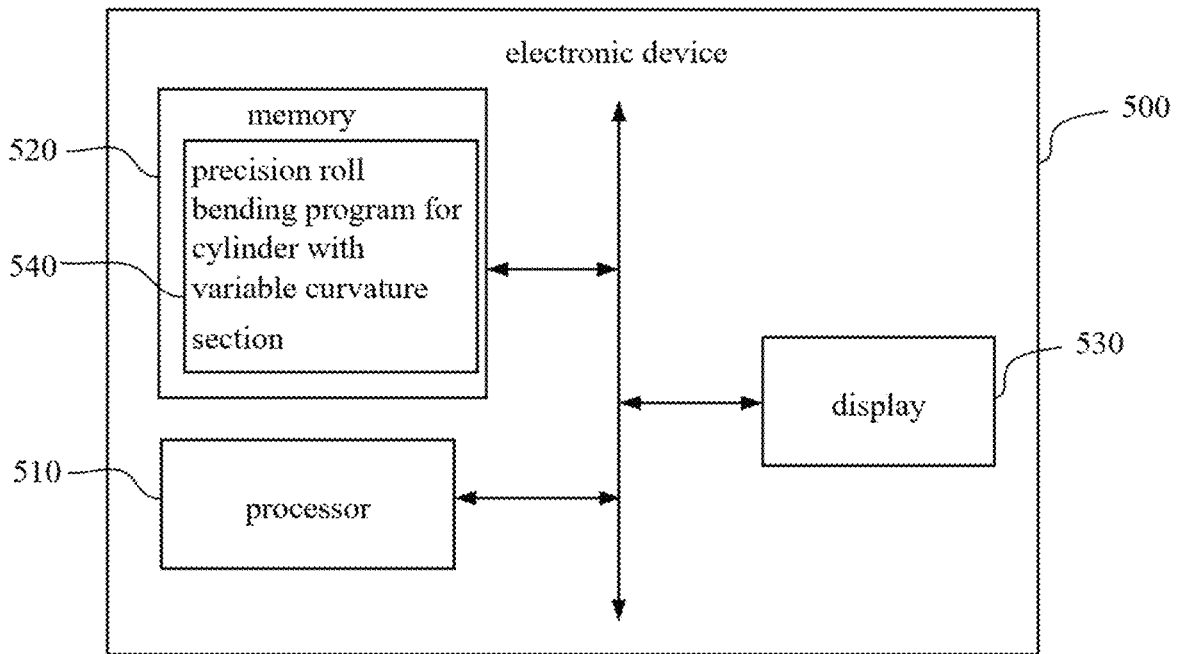 electronic device
memory
500
520
precision roll
bending program for
cylinder with
540
variable curvature
section
530
display
510
processor